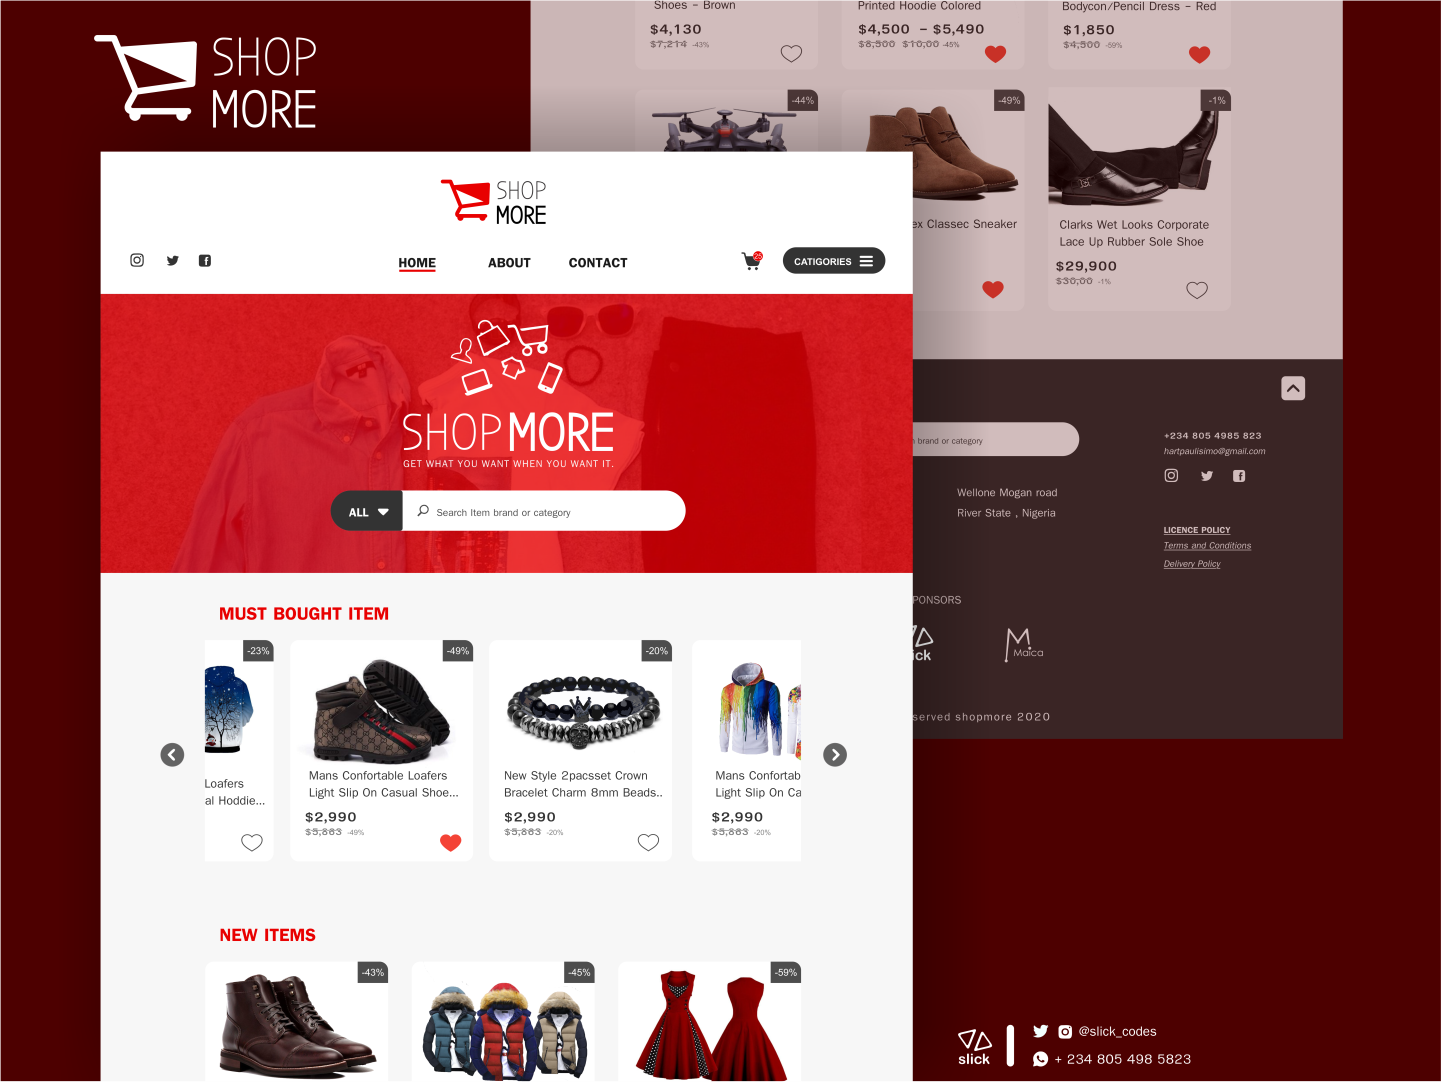 SHOP
MORE
Shoes - Brown
$4,130
$7,214 -43%
Printed Hoodie Colored
$4,500 - $5,490
$8,500 $10,00 -45%
Bodycon/Pencil Dress - Red
$1,850
$4,500 -59%
-44%
-49%
-1%
ex Classec Sneaker
Clarks Wet Looks Corporate
Lace Up Rubber Sole Shoe
$29,900
$30,00 -1%
SHOP
MORE
HOME
ABOUT
CONTACT
25
CATIGORIES
SHOP MORE
GET WHAT YOU WANT WHEN YOU WANT IT.
ALL
Search Item brand or category
brand or category
+234 805 4985 823
hartpaulisimo@gmail.com
Wellone Mogan road
River State , Nigeria
LICENCE POLICY
Terms and Conditions
Delivery Policy
PONSORS
ick
Maica
served shopmore 2020
MUST BOUGHT ITEM
-23%
Loafers
al Hoddie...
-49%
Mans Confortable Loafers
Light Slip On Casual Shoe...
$2,990
$5,863 -49%
-20%
New Style 2pacsset Crown
Bracelet Charm 8mm Beads..
$2,990
$5,863 -20%
Mans Confortab
Light Slip On Ca
$2,990
$5,863 -20%
NEW ITEMS
-43%
-45%
-59%
slick
@slick_codes
+ 234 805 498 5823